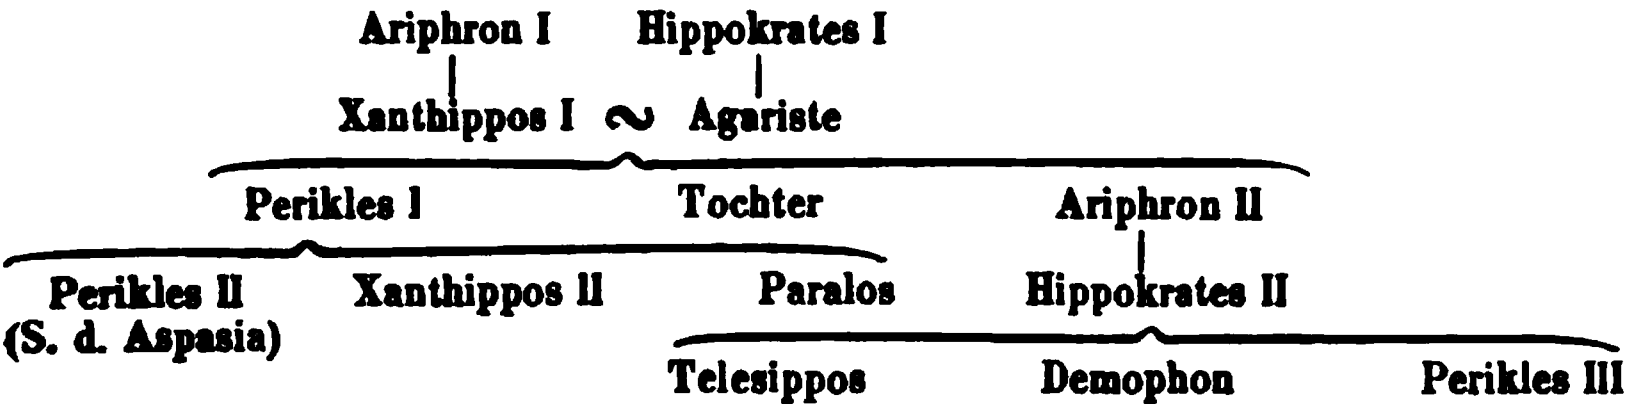 Ariphron I Hippokrates I
Xanthippos I ~ Agariste
Perikles I Tochter Ariphron II
Perikles II Xanthippos II Paralos Hippokrates II
(S. d. Aspasia)
Telesippos Demophon Perikles III